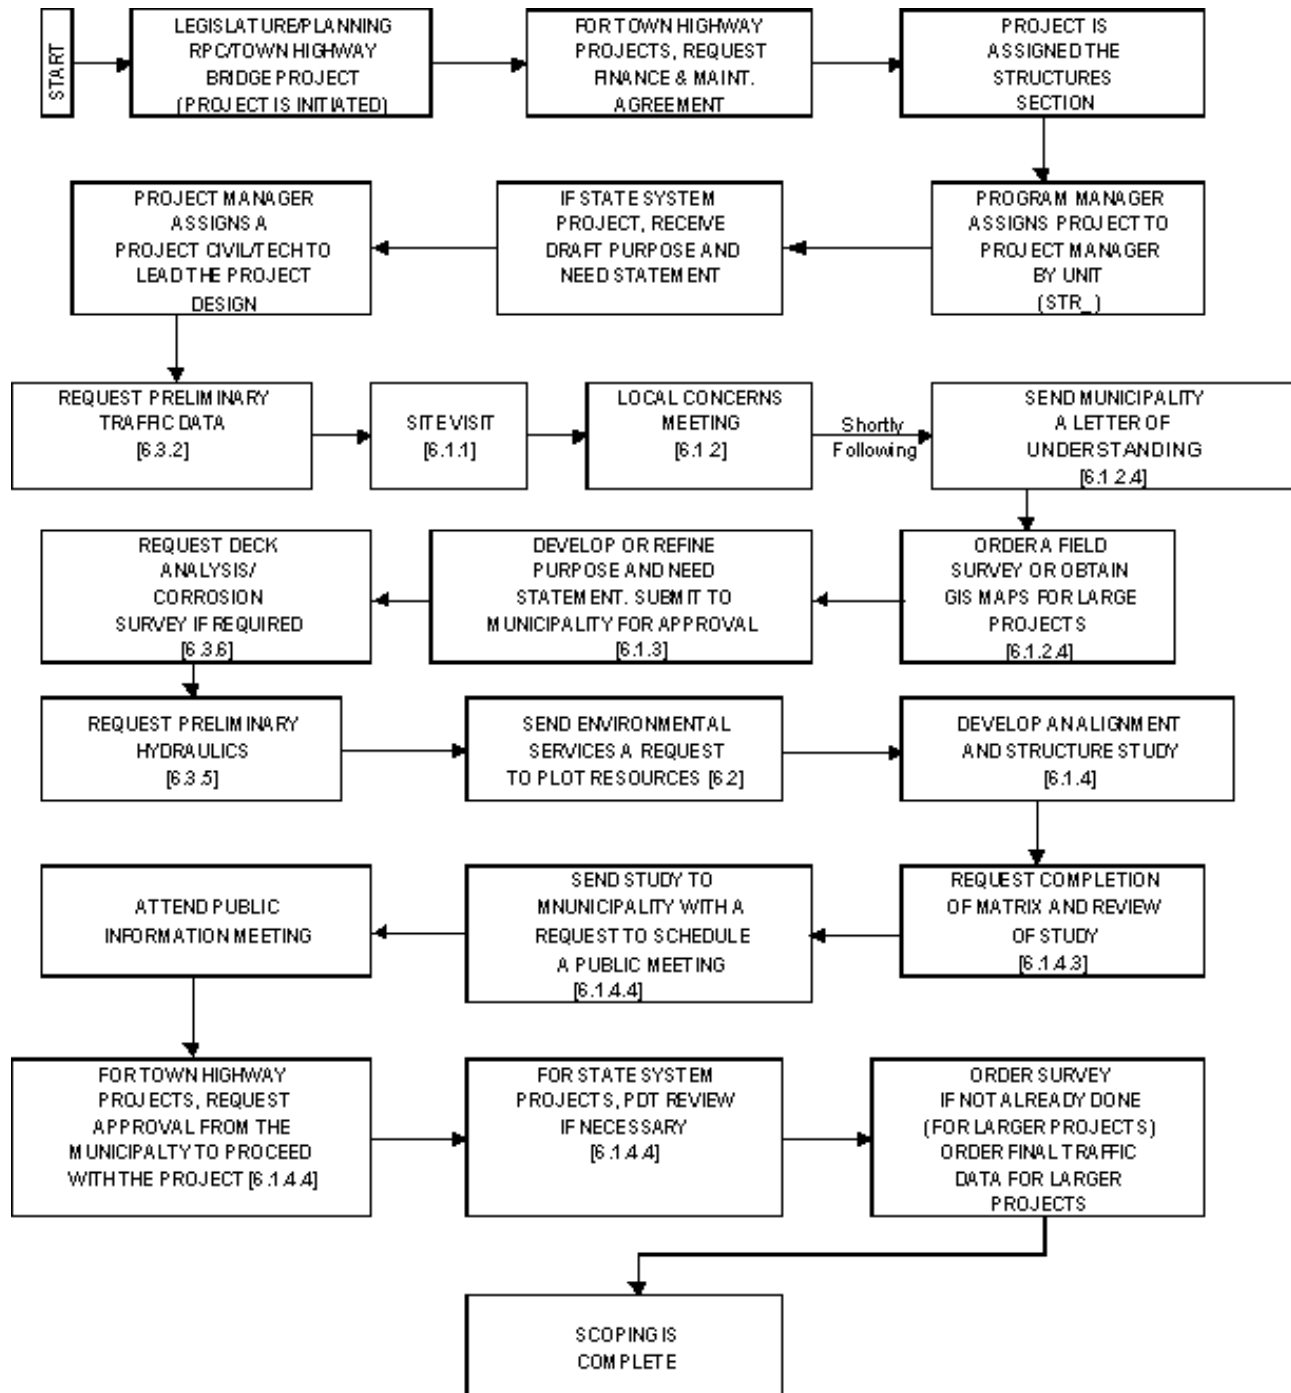 START
LEGISLATURE/PLANNING
RPC/TOWN HIGHWAY
BRIDGE PROJECT
(PROJECT IS INITIATED)
FOR TOWN HIGHWAY
PROJECTS, REQUEST
FINANCE & MAINT.
AGREEMENT
PROJECT IS
ASSIGNED THE
STRUCTURES
SECTION
PROJECT MANAGER
ASSIGNS A
PROJECT CIVIL/TECH TO
LEAD THE PROJECT
DESIGN
IF STATE SYSTEM
PROJECT, RECEIVE
DRAFT PURPOSE AND
NEED STATEMENT
PROGRAM MANAGER
ASSIGNS PROJECT TO
PROJECT MANAGER
BY UNIT
(STR_)
REQUEST PRELIMINARY
TRAFFIC DATA
[6.3.2]
SITE VISIT
[6.1.1]
LOCAL CONCERNS
MEETING
[6.1.2]
Shortly
Following
SEND MUNICIPALITY
A LETTER OF
UNDERSTANDING
[6.1.2.4]
REQUEST DECK
ANALYSIS/
CORROSION
SURVEY IF REQUIRED
[6.3.6]
DEVELOP OR REFINE
PURPOSE AND NEED
STATEMENT. SUBMIT TO
MUNICIPALITY FOR APPROVAL
[6.1.3]
ORDER A FIELD
SURVEY OR OBTAIN
GIS MAPS FOR LARGE
PROJECTS
[6.1.2.4]
REQUEST PRELIMINARY
HYDRAULICS
[6.3.5]
SEND ENVIRONMENTAL
SERVICES A REQUEST
TO PLOT RESOURCES [6.2]
DEVELOP AN ALIGNMENT
AND STRUCTURE STUDY
[6.1.4]
ATTEND PUBLIC
INFORMATION MEETING
SEND STUDY TO
MNUNICIPALITY WITH A
REQUEST TO SCHEDULE
A PUBLIC MEETING
[6.1.4.4]
REQUEST COMPLETION
OF MATRIX AND REVIEW
OF STUDY
[6.1.4.3]
FOR TOWN HIGHWAY
PROJECTS, REQUEST
APPROVAL FROM THE
MUNICIPALTY TO PROCEED
WITH THE PROJECT [6.1.4.4]
FOR STATE SYSTEM
PROJECTS, PDT REVIEW
IF NECESSARY
[6.1.4.4]
ORDER SURVEY
IF NOT ALREADY DONE
(FOR LARGER PROJECTS)
ORDER FINAL TRAFFIC
DATA FOR LARGER
PROJECTS
SCOPING IS
COMPLETE